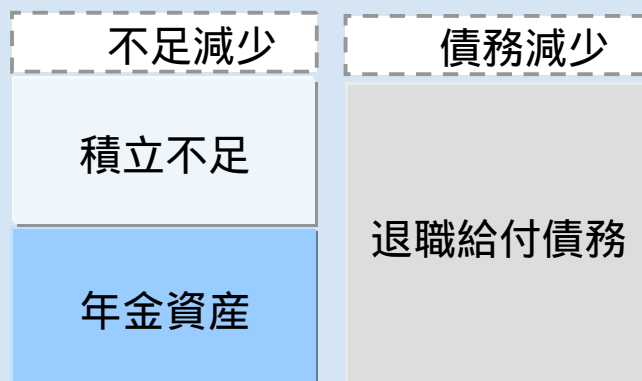 不足減少
債務減少
積立不足
退職給付債務
年金資産